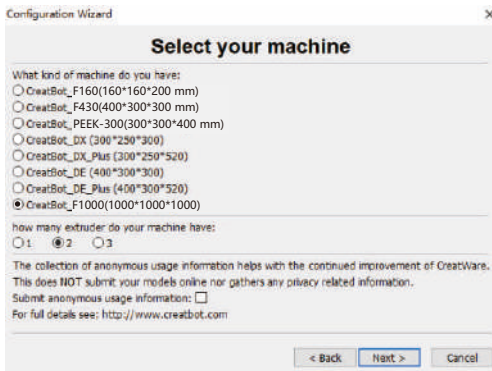 Configuration Wizard
Select your machine
What kind of machine do you have:
CreatBot_F160(160*160*200 mm)
CreatBot_F430(400*300*300 mm)
CreatBot_PEEK-300(300*300*400 mm)
CreatBot_DX (300*250*300)
CreatBot_DX_Plus (300*250*520)
CreatBot_DE (400*300*300)
CreatBot_DE_Plus (400*300*520)
CreatBot_F1000(1000*1000*1000)
how many extruder do your machine have:
1 2 3
The collection of anonymous usage information helps with the continued improvement of CreatWare.
This does NOT submit your models online nor gathers any privacy related information.
Submit anonymous usage information:
For full details see: http://www.creatbot.com
< Back Next > Cancel